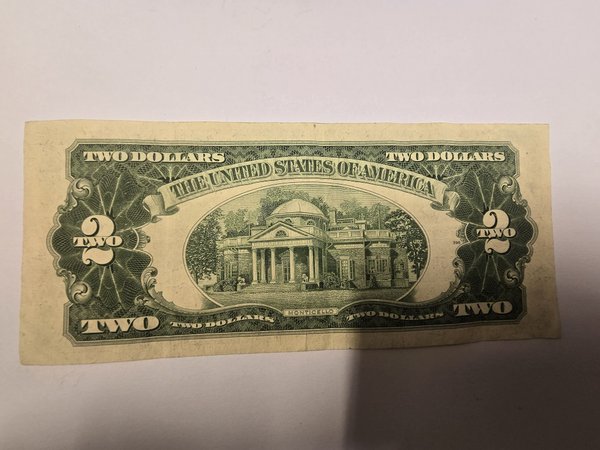 TWO DOLLARS
TWO DOLLARS
THE UNITED STATES OF AMERICA
2
TWO
2
TWO
MONTICELLO
TWO
TWO DOLLARS
TWO DOLLARS
TWO